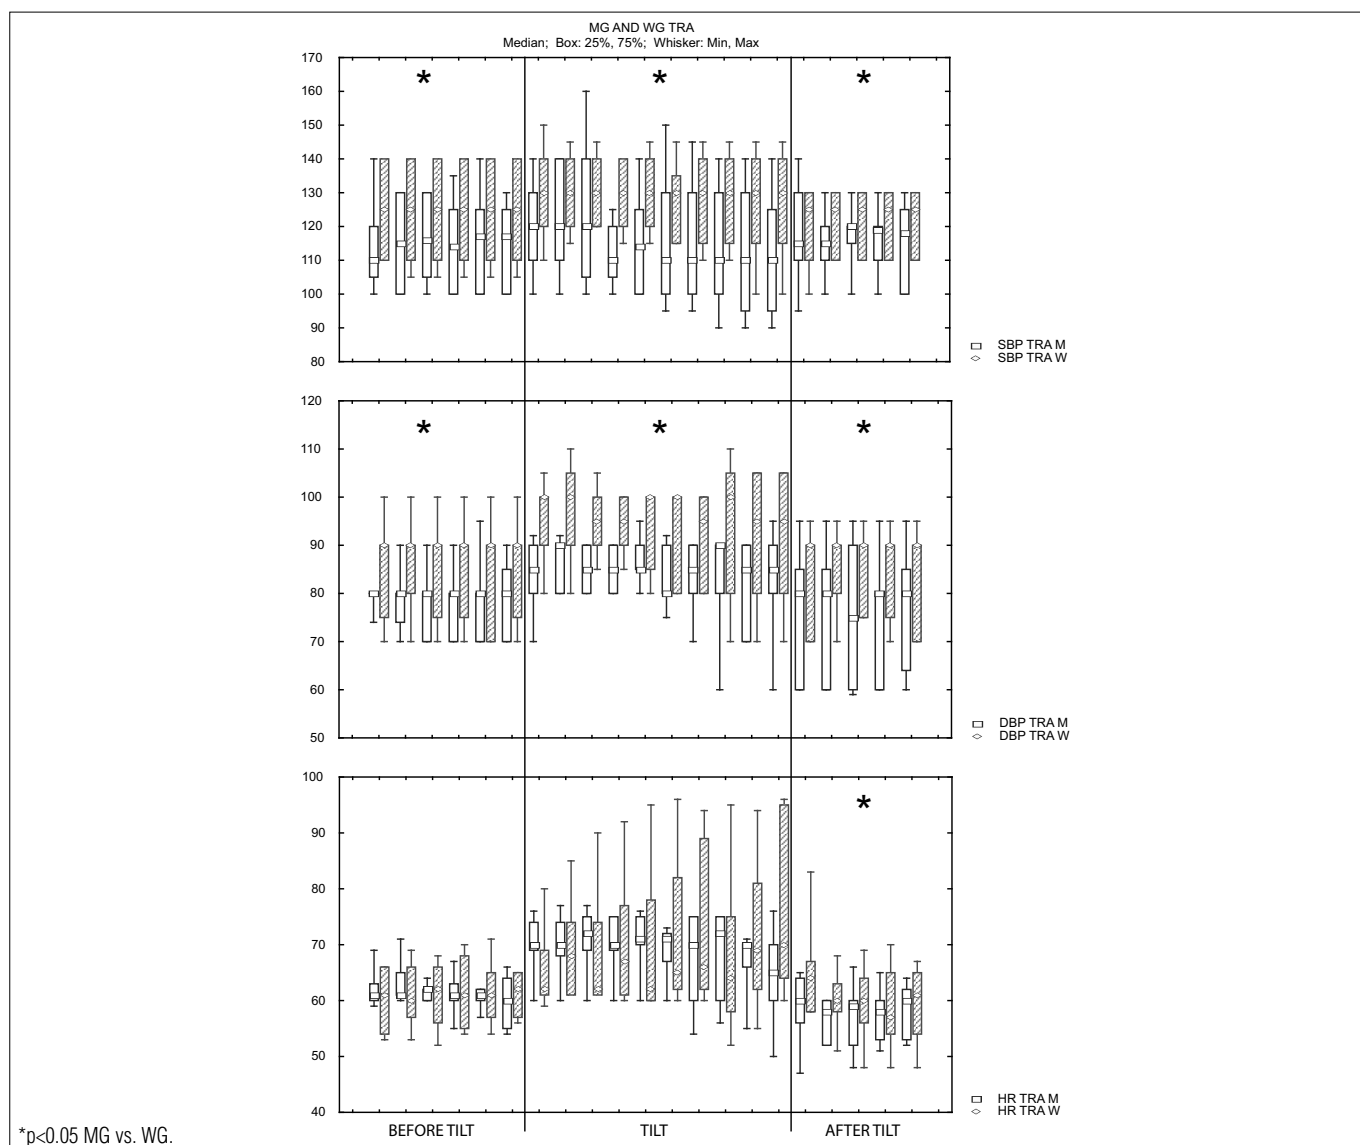 MG AND WG TRA
Median; Box: 25%, 75%; Whisker: Min, Max
170
*
*
*
160
150
140
130
120
110
100
90
80
SBP TRA M
SBP TRA W
120
*
*
*
110
100
90
80
70
60
50
DBP TRA M
DBP TRA W
100
*
90
80
70
60
50
40
HR TRA M
HR TRA W
BEFORE TILT
TILT
AFTER TILT
*p<0.05 MG vs. WG.